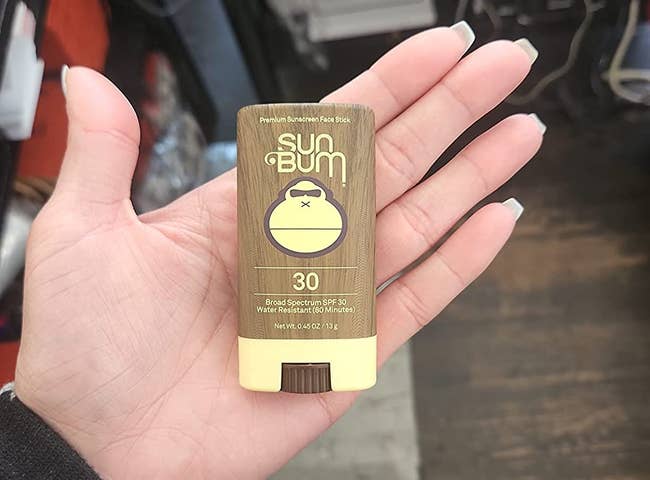 Premium Sunscreen Face Stick
SUN
BUM
30
Broad Spectrum SPF 30
Water Resistant (80 Minutes)
Net Wt. 0.45 OZ / 13 g